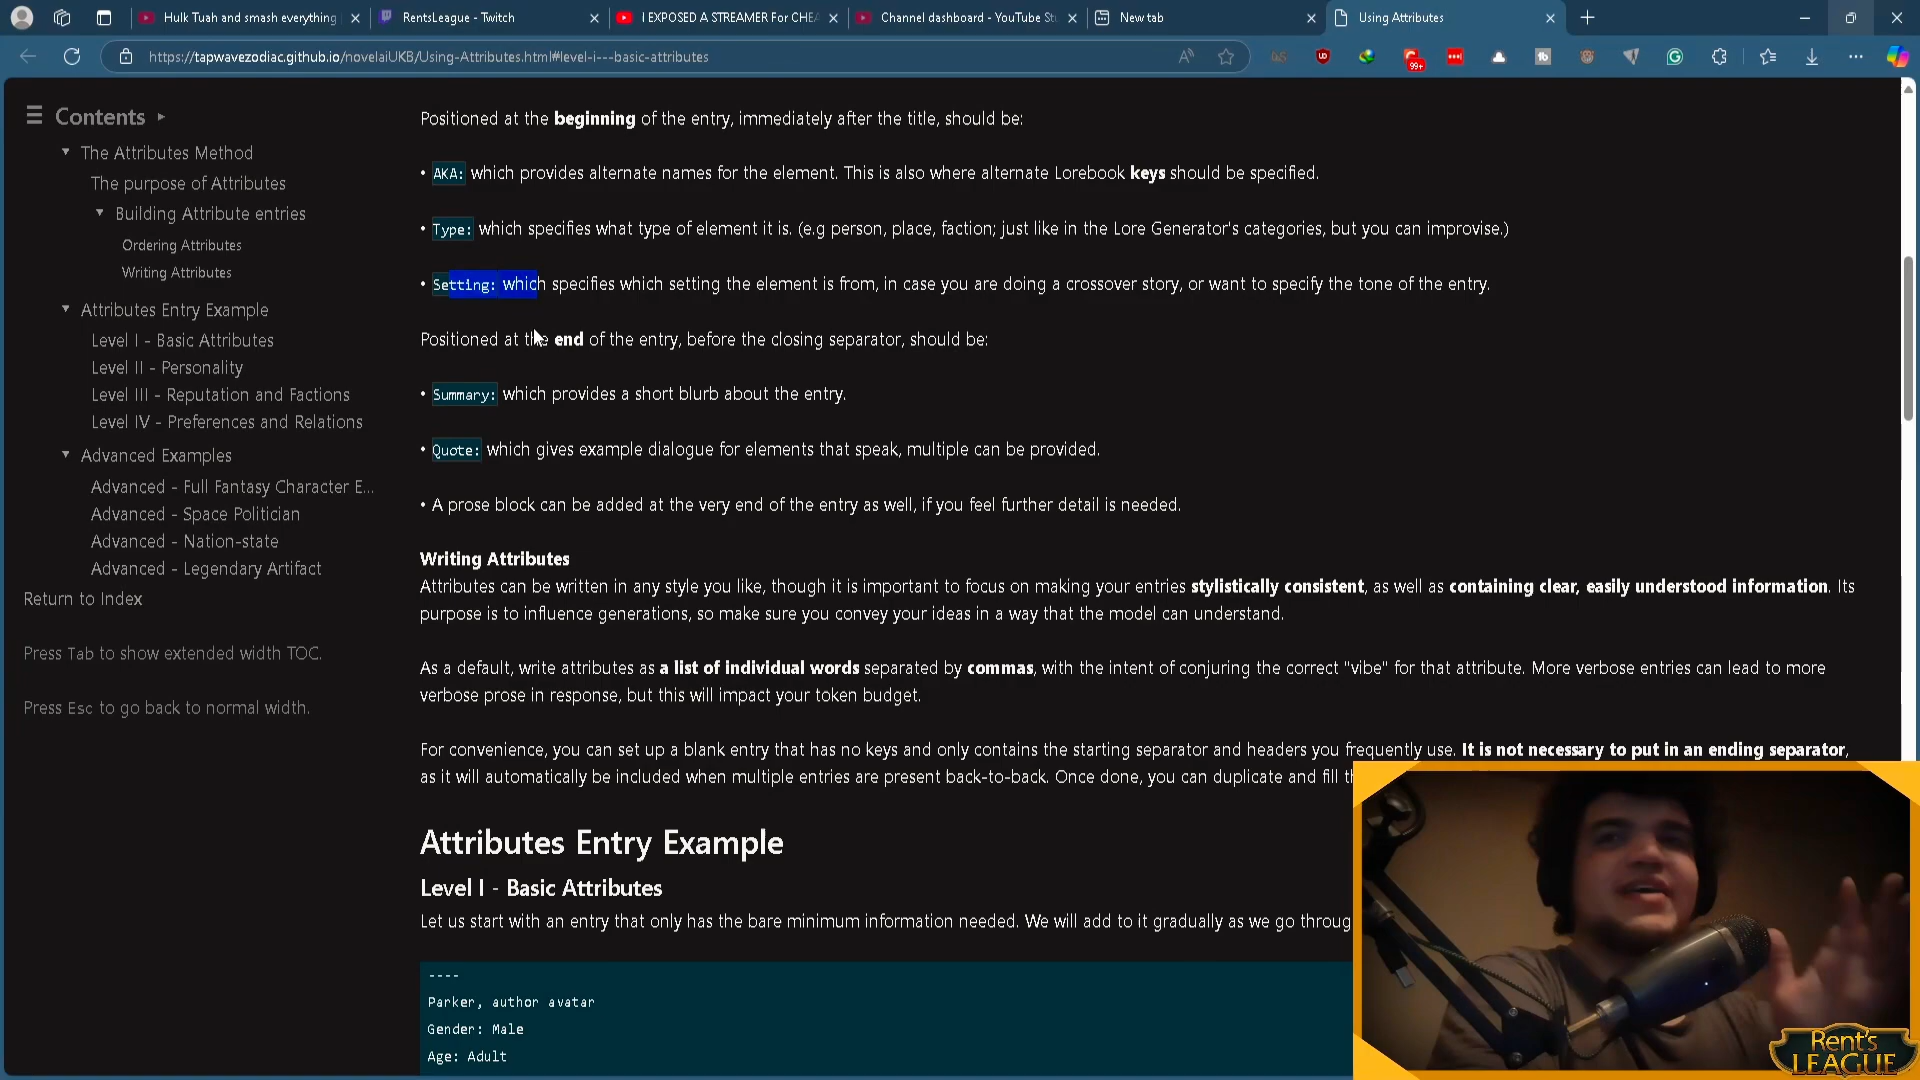 Hulk Tuah and smash everything
RentsLeague - Twitch
I EXPOSED A STREAMER For CHEA
Channel dashboard - YouTube Stu
New tab
Using Attributes
https://tapwavezodiac.github.io/novelaiUKB/Using-Attributes.html#level-i---basic-attributes
99+
Contents
The Attributes Method
The purpose of Attributes
Building Attribute entries
Ordering Attributes
Writing Attributes
Attributes Entry Example
Level I - Basic Attributes
Level II - Personality
Level III - Reputation and Factions
Level IV - Preferences and Relations
Advanced Examples
Advanced - Full Fantasy Character E...
Advanced - Space Politician
Advanced - Nation-state
Advanced - Legendary Artifact
Return to Index
Press Tab to show extended width TOC.
Press Esc to go back to normal width.
Positioned at the beginning of the entry, immediately after the title, should be:
• AKA: which provides alternate names for the element. This is also where alternate Lorebook keys should be specified.
• Type: which specifies what type of element it is. (e.g person, place, faction; just like in the Lore Generator's categories, but you can improvise.)
• Setting: which specifies which setting the element is from, in case you are doing a crossover story, or want to specify the tone of the entry.
Positioned at the end of the entry, before the closing separator, should be:
• Summary: which provides a short blurb about the entry.
• Quote: which gives example dialogue for elements that speak, multiple can be provided.
• A prose block can be added at the very end of the entry as well, if you feel further detail is needed.
Writing Attributes
Attributes can be written in any style you like, though it is important to focus on making your entries stylistically consistent, as well as containing clear, easily understood information. Its
purpose is to influence generations, so make sure you convey your ideas in a way that the model can understand.
As a default, write attributes as a list of individual words separated by commas, with the intent of conjuring the correct "vibe" for that attribute. More verbose entries can lead to more
verbose prose in response, but this will impact your token budget.
For convenience, you can set up a blank entry that has no keys and only contains the starting separator and headers you frequently use. It is not necessary to put in an ending separator,
as it will automatically be included when multiple entries are present back-to-back. Once done, you can duplicate and fill th
Attributes Entry Example
Level I - Basic Attributes
Let us start with an entry that only has the bare minimum information needed. We will add to it gradually as we go throug
----
Parker, author avatar
Gender: Male
Age: Adult
Rent's
LEAGUE